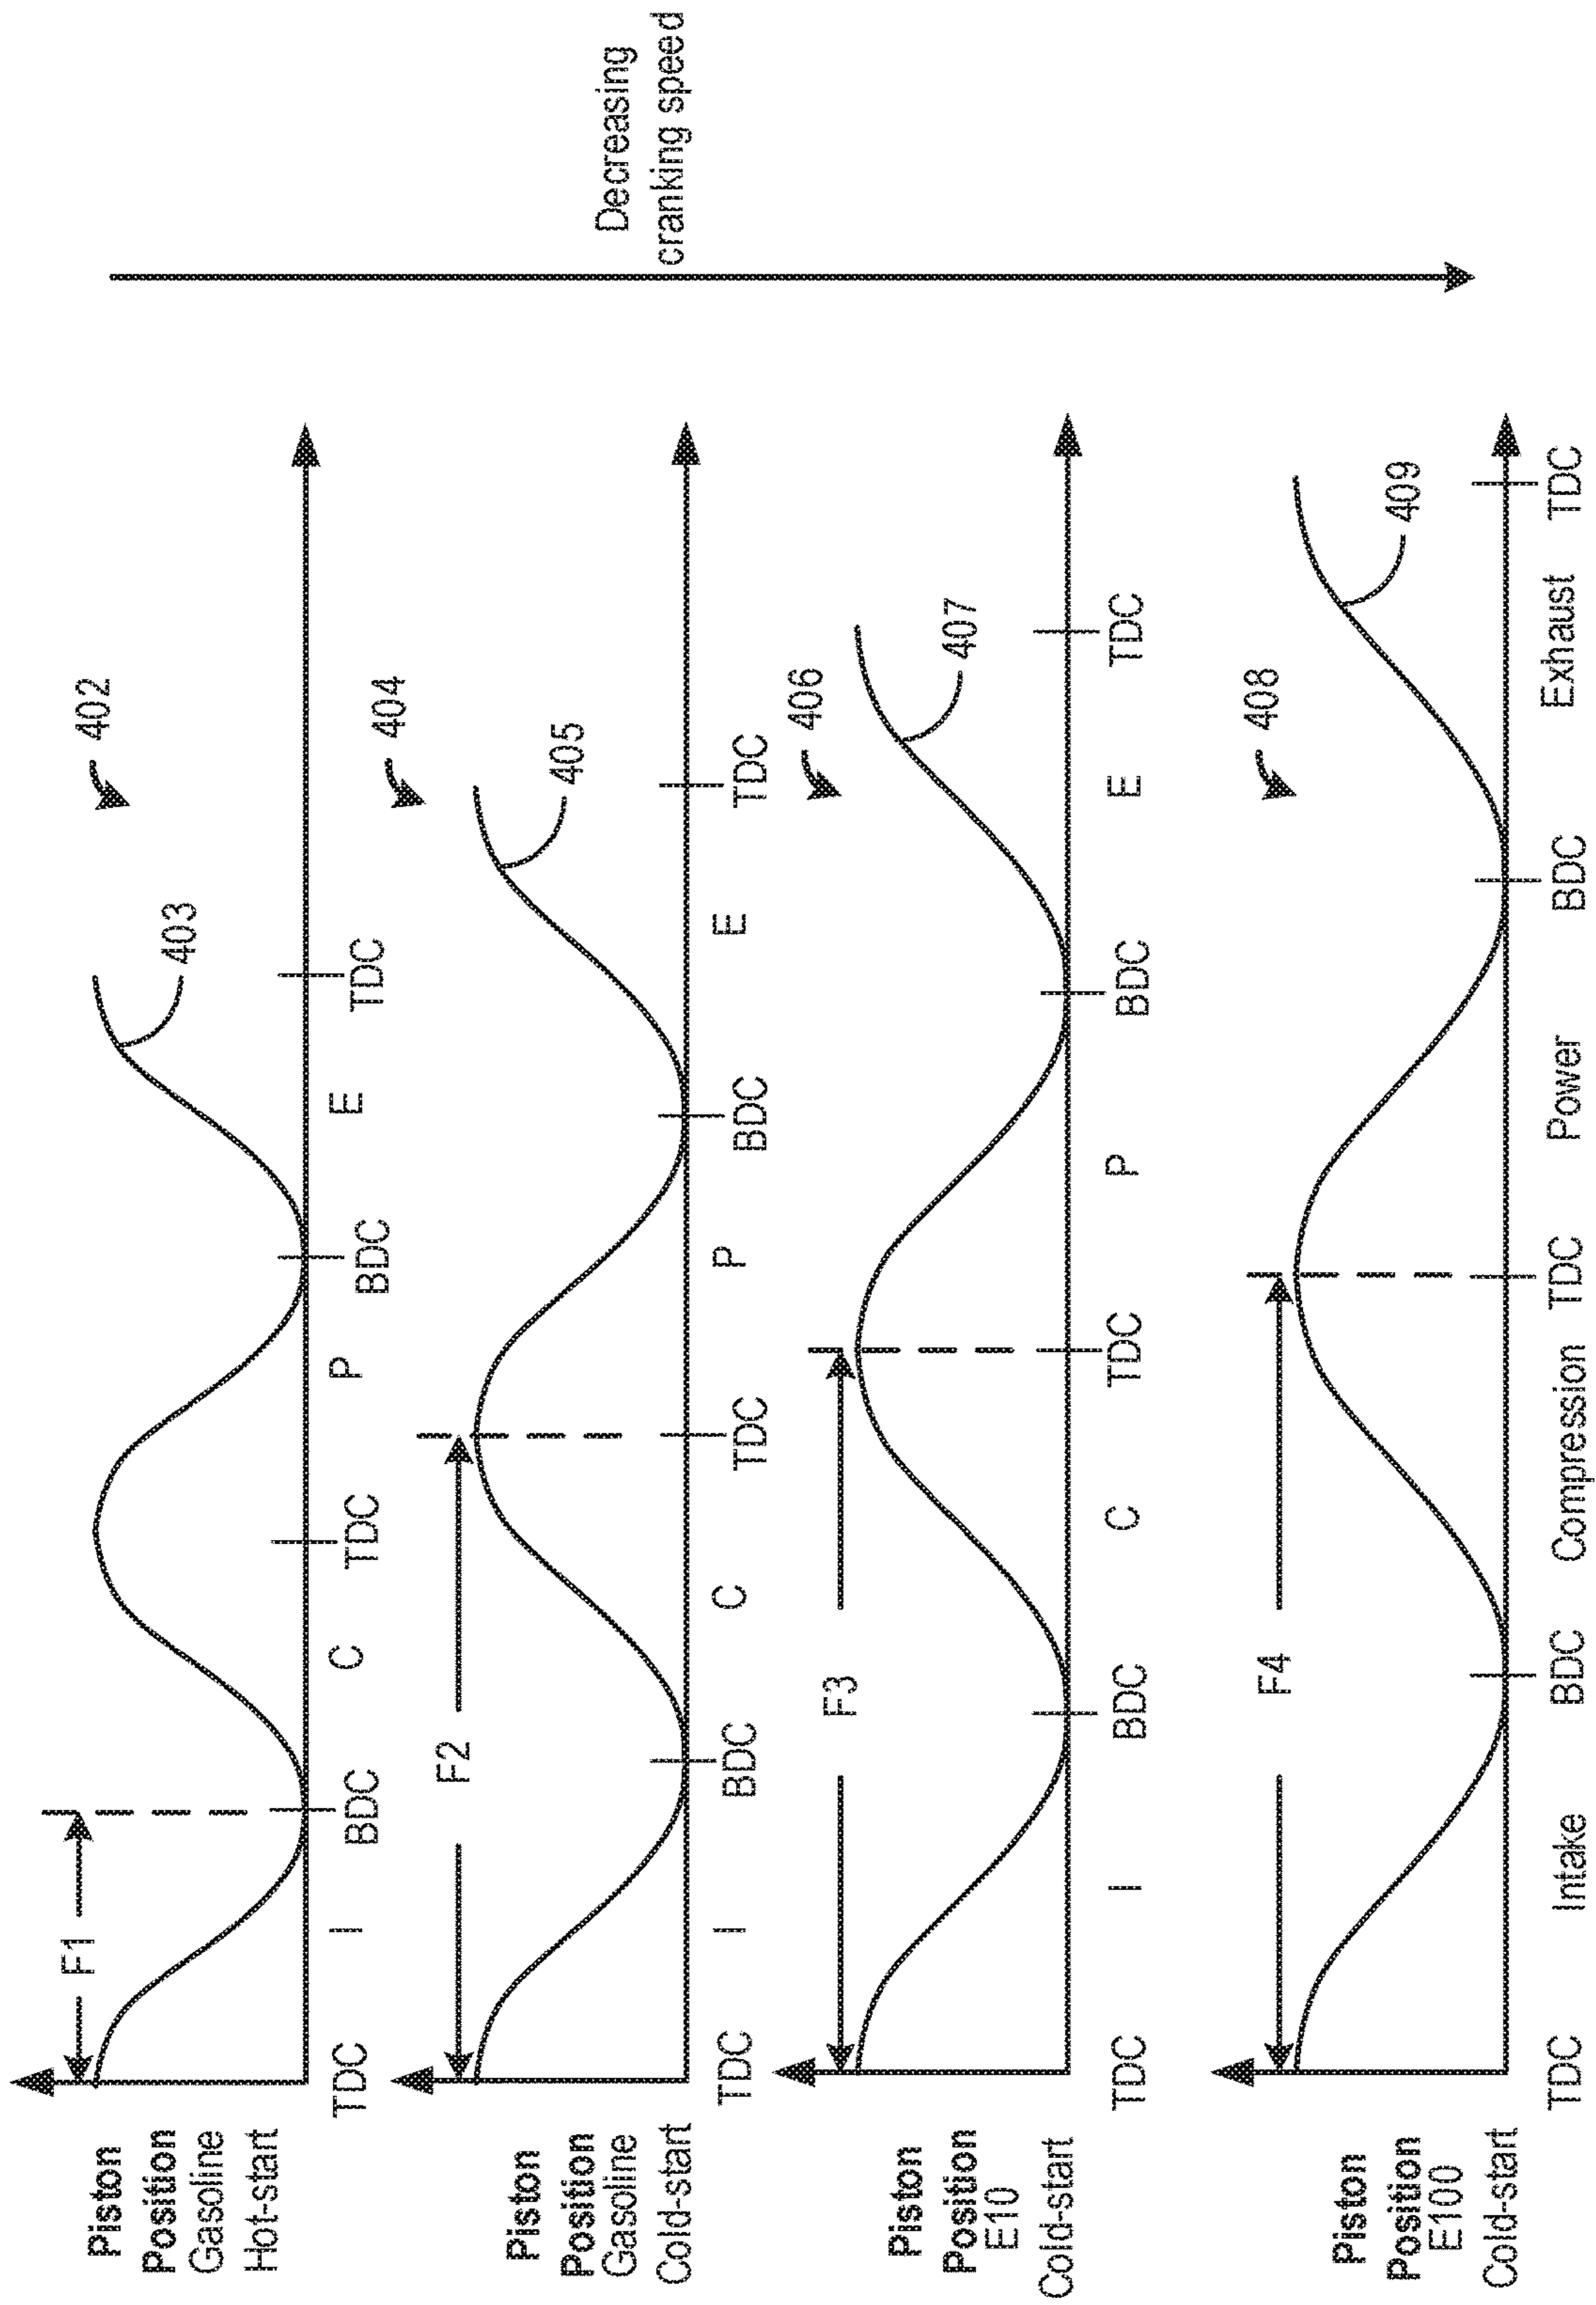 Piston
Position
Gasoline
Hot-start
F1
402
403
TDC
I
BDC
C
TDC
P
BDC
E
TDC
Piston
Position
Gasoline
Cold-start
F2
404
405
TDC
I
BDC
C
TDC
P
BDC
E
TDC
Piston
Position
E10
Cold-start
F3
406
407
TDC
I
BDC
C
TDC
P
BDC
E
TDC
Piston
Position
E100
Cold-start
F4
408
409
TDC
Intake
BDC
Compression
TDC
Power
BDC
Exhaust
TDC
Decreasing
cranking speed